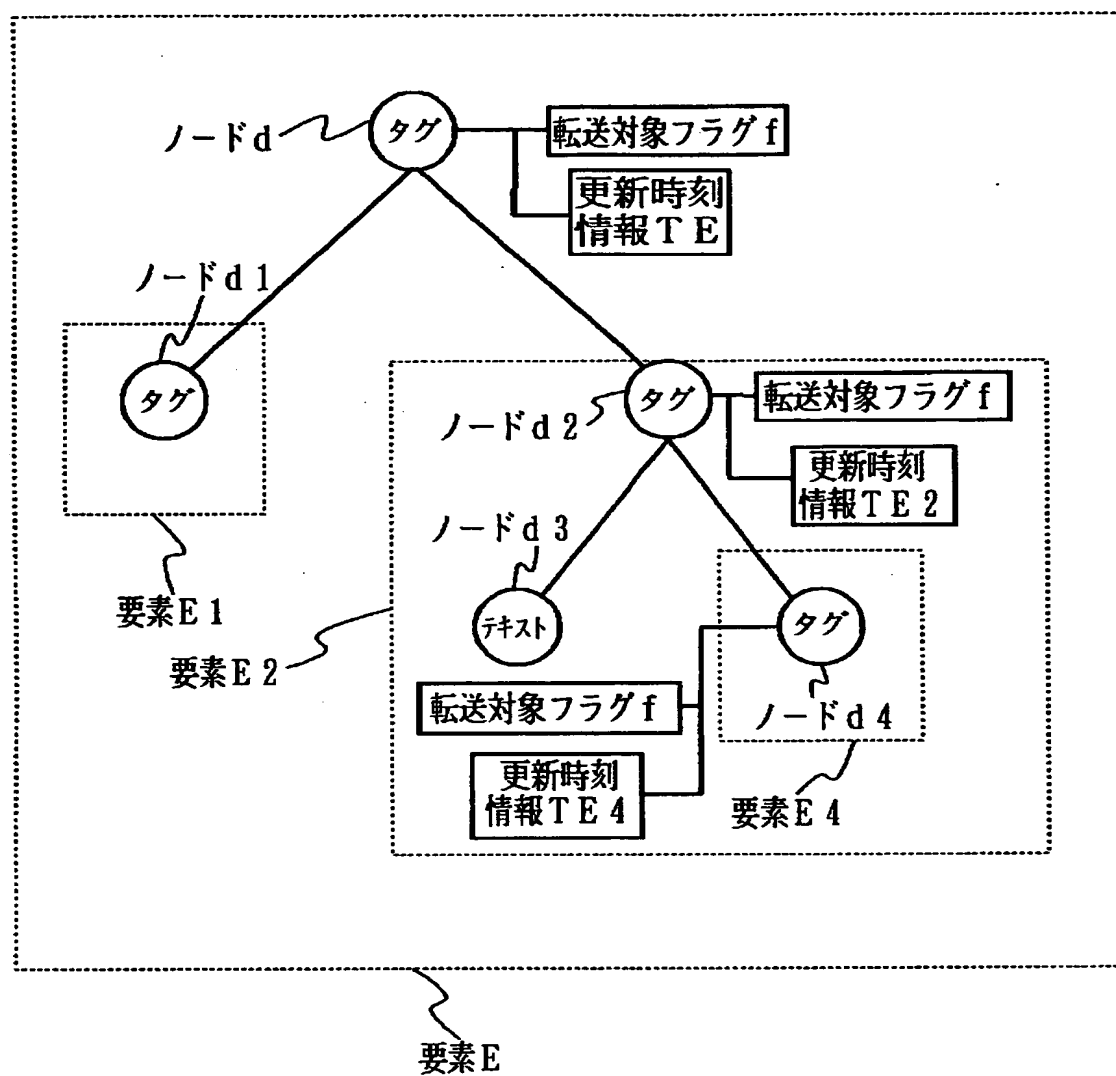 ノードd
タグ
転送対象フラグf
更新時刻
情報TE
ノードd1
タグ
ノードd2
タグ
転送対象フラグf
更新時刻
情報TE2
ノードd3
要素E1
テキスト
タグ
要素E2
転送対象フラグf
ノードd4
更新時刻
情報TE4
要素E4
要素E